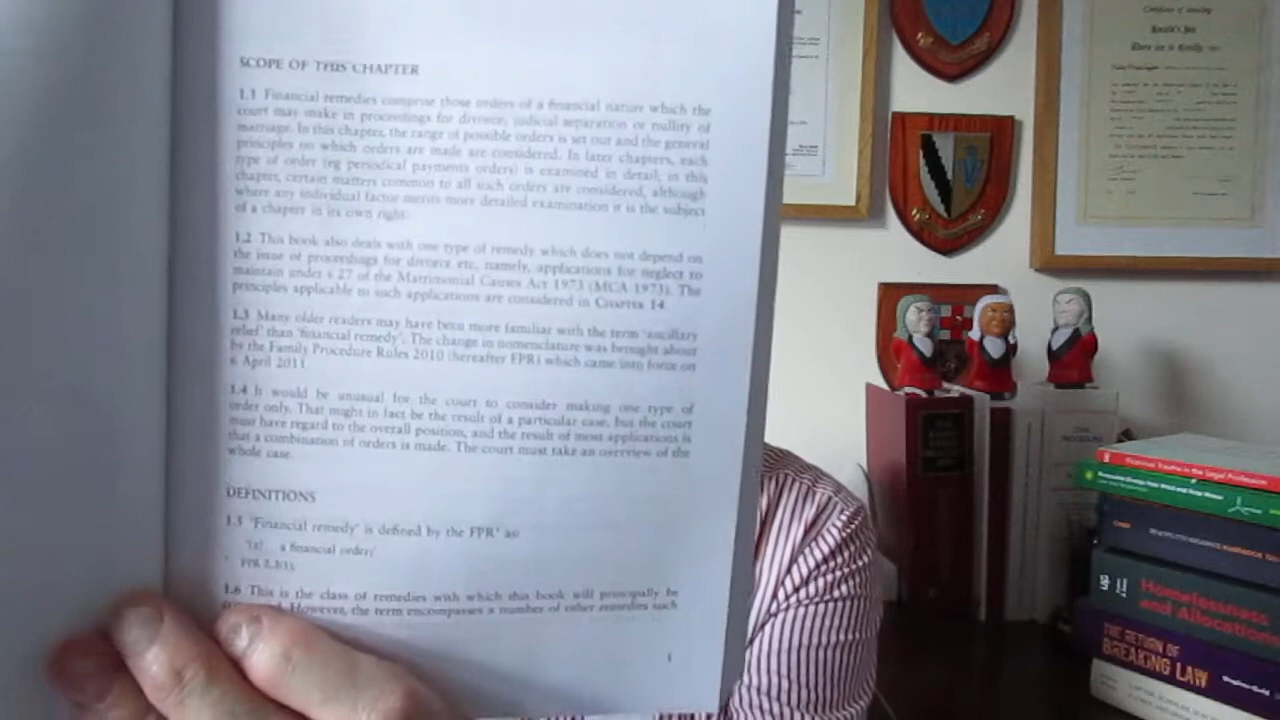 SCOPE OF THIS CHAPTER
1.1 Financial remedies comprise those orders of a financial nature which the
court may make in proceedings for divorce, judicial separation or nullity of
marriage. In this chapter, the range of possible orders is set out and the general
principles on which orders are made are considered. In later chapters, each
type of order (eg periodical payments orders) is examined in detail; in this
chapter, certain matters common to all such orders are considered, although
where any individual factor merits more detailed examination it is the subject
of a chapter in its own right.
1.2 This book also deals with one type of remedy which does not depend on
the issue of proceedings for divorce etc, namely, applications for neglect to
maintain under s 27 of the Matrimonial Causes Act 1973 (MCA 1973). The
principles applicable to such applications are considered in CHAPTER 14.
1.3 Many older readers may have been more familiar with the term 'ancillary
relief' than 'financial remedy'. The change in nomenclature was brought about
by the Family Procedure Rules 2010 (hereafter FPR) which came into force on
6 April 2011.
1.4 It would be unusual for the court to consider making one type of
order only. That might in fact be the result of a particular case, but the court
must have regard to the overall position, and the result of most applications is
that a combination of orders is made. The court must take an overview of the
whole case.
DEFINITIONS
1.5 'Financial remedy' is defined by the FPR¹ as:
'(a) a financial order;'
¹ FPR 2.3(1).
1.6 This is the class of remedies with which this book will principally be
However, the term encompasses a number of other remedies such
1
Trauma in the Legal Profession
Homelessness
and Allocations
THE RETURN OF
BREAKING LAW